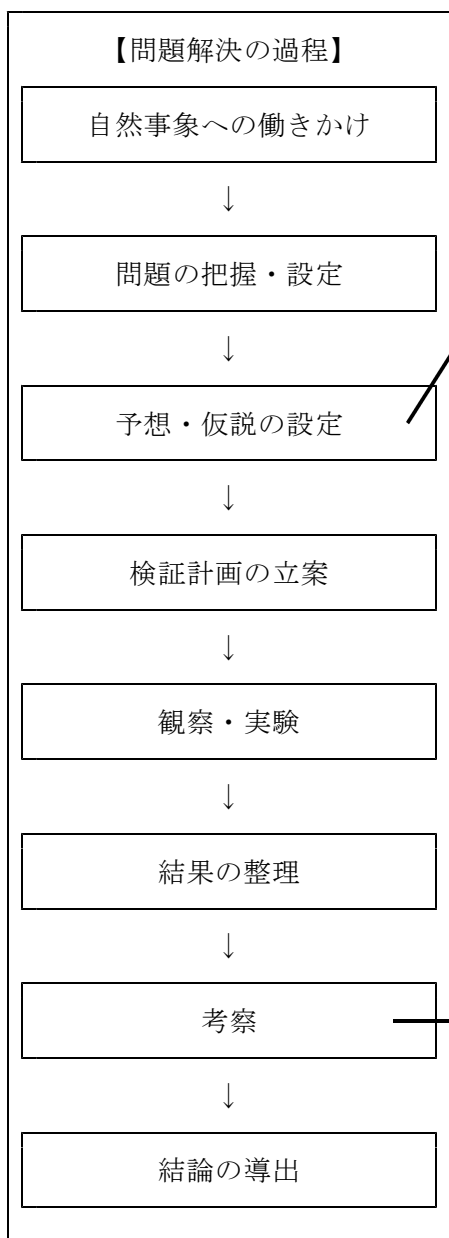 【問題解決の過程】
自然事象への働きかけ
↓
問題の把握・設定
↓
予想・仮説の設定
↓
検証計画の立案
↓
観察・実験
↓
結果の整理
↓
考察
↓
結論の導出